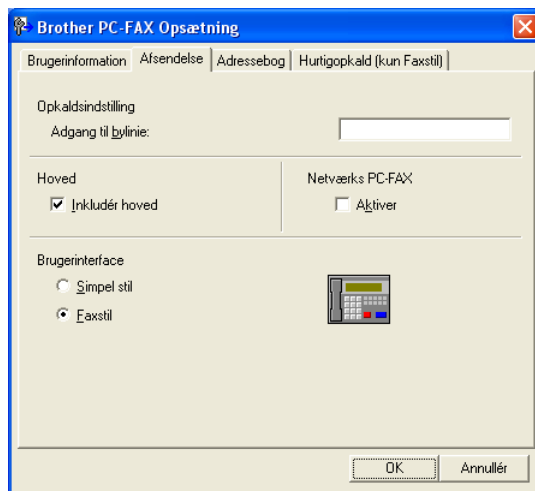 Brother PC-FAX Opsætning
Brugerinformation Afsendelse Adressebog Hurtigopkald (kun Faxstil)
Opkaldsindstilling
Adgang til bylinie:
Hoved
Inkludér hoved
Netværks PC-FAX
Aktiver
Brugerinterface
Simpel stil
Faxstil
OK Annullér